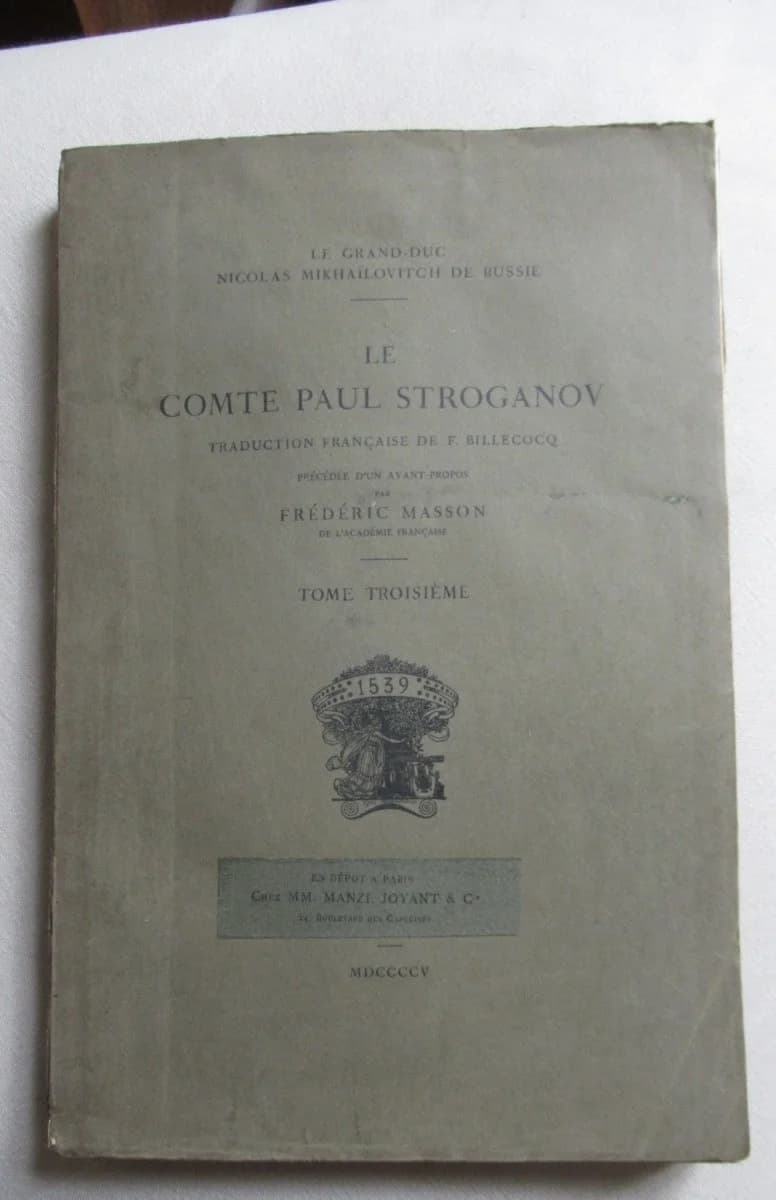 LE GRAND-DUC
NICOLAS MIKHAÏLOVITCH DE RUSSIE
LE
COMTE PAUL STROGANOV
TRADUCTION FRANÇAISE DE F. BILLECOCQ
PRÉCÉDÉE D'UN AVANT-PROPOS
PAR
FRÉDÉRIC MASSON
DE L'ACADÉMIE FRANÇAISE
TOME TROISIÈME
1539
EN DÉPOT A PARIS
CHEZ MM. MANZI, JOYANT & Cie
24, BOULEVARD DES CAPUCINES
MDCCCCV